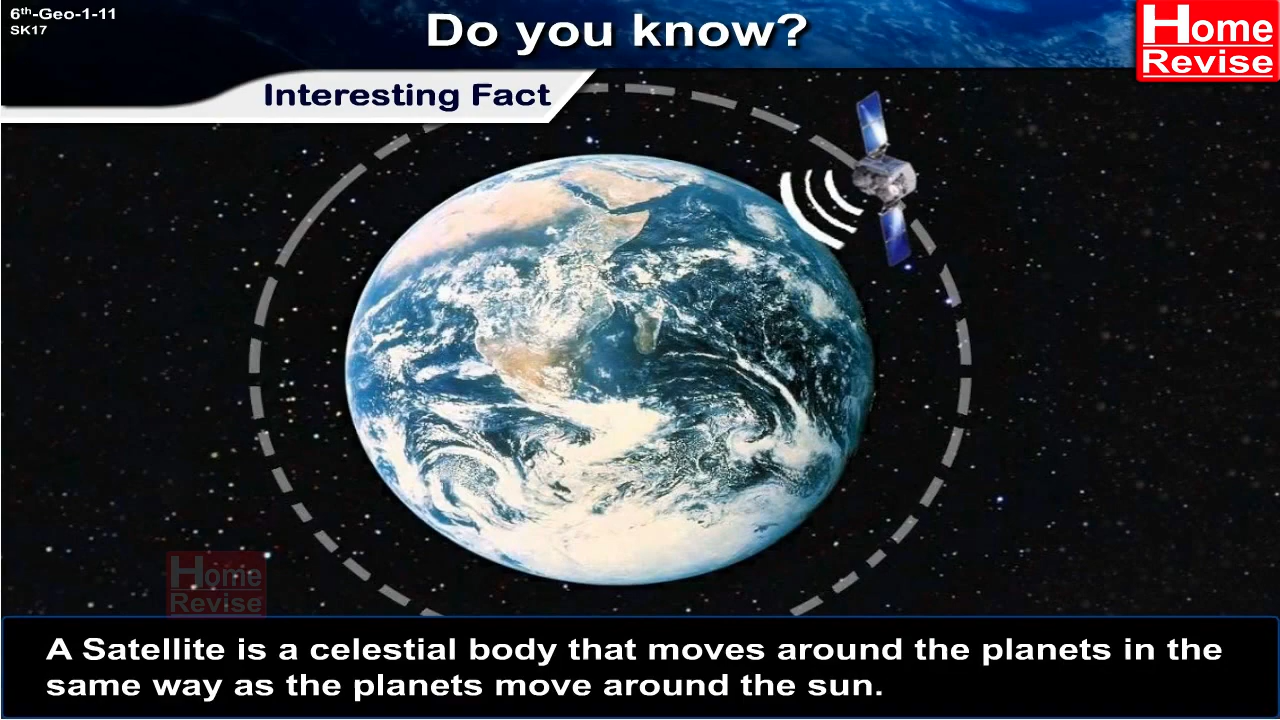 6th-Geo-1-11
SK17
Do you know?
Home
Revise
Interesting Fact
Home
Revise
A Satellite is a celestial body that moves around the planets in the
same way as the planets move around the sun.